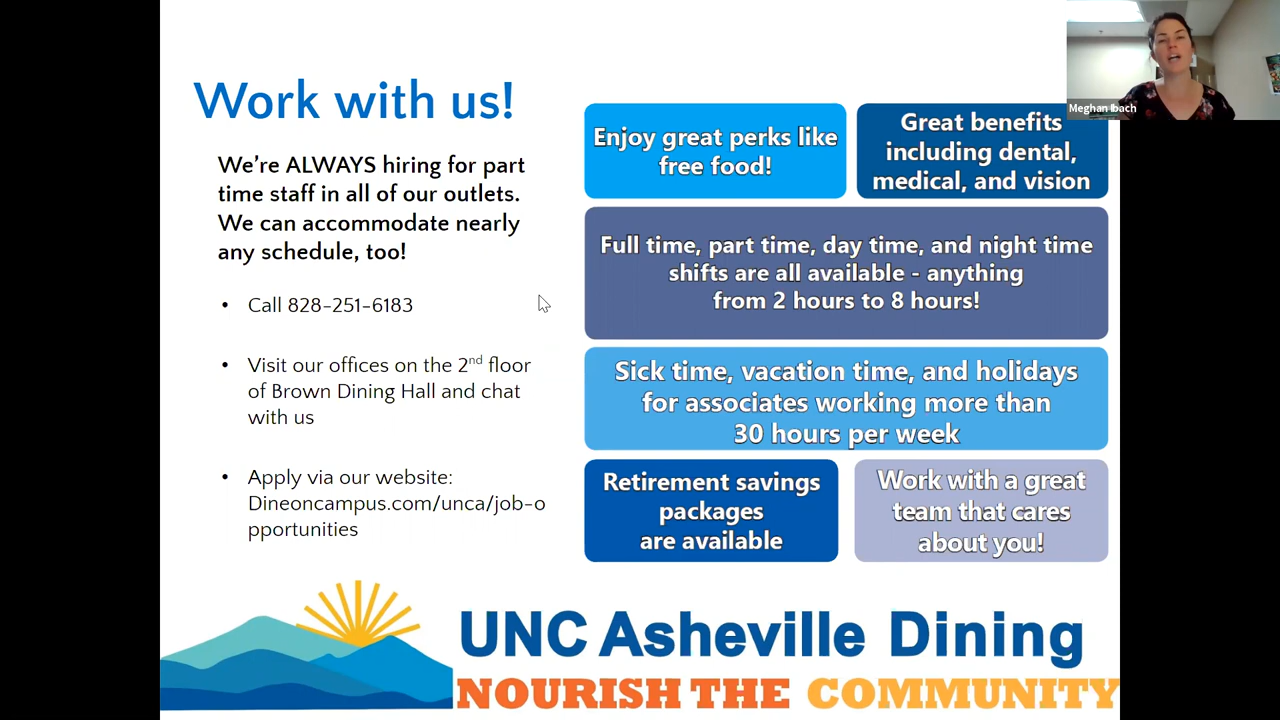 Work with us!
We're ALWAYS hiring for part
time staff in all of our outlets.
We can accommodate nearly
any schedule, too!
• Call 828-251-6183
• Visit our offices on the 2nd floor
of Brown Dining Hall and chat
with us
• Apply via our website:
Dineoncampus.com/unca/job-o
pportunities
Enjoy great perks like
free food!
Great benefits
including dental,
medical, and vision
Full time, part time, day time, and night time
shifts are all available - anything
from 2 hours to 8 hours!
Sick time, vacation time, and holidays
for associates working more than
30 hours per week
Retirement savings
packages
are available
Work with a great
team that cares
about you!
UNC Asheville Dining
NOURISH THE COMMUNITY
Meghan Ibach